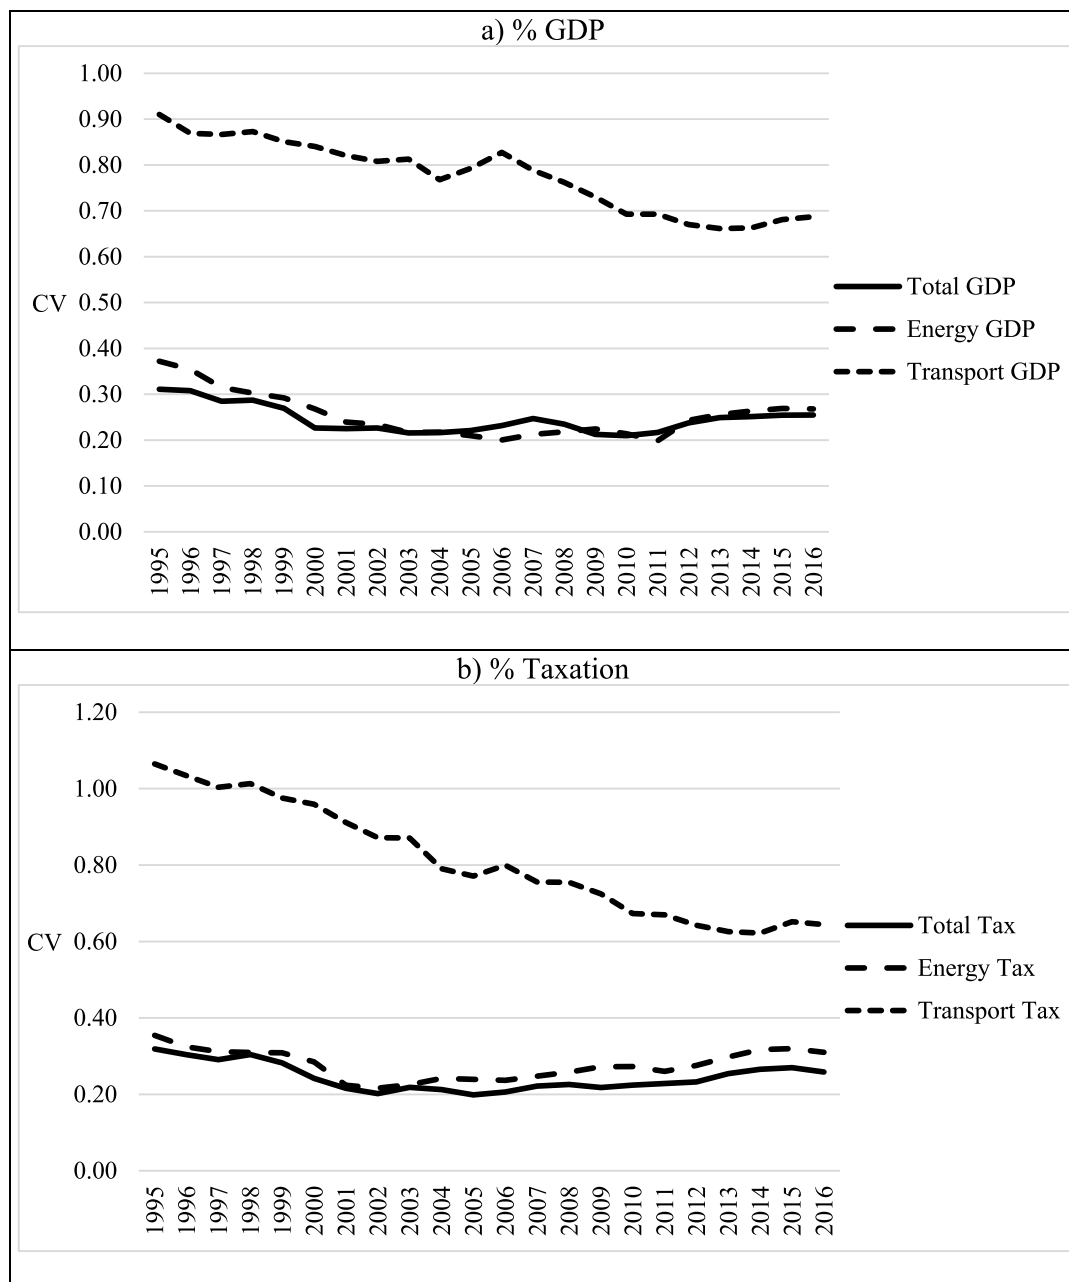 a) % GDP
1.00
0.90
0.80
0.70
0.60
CV 0.50
0.40
0.30
0.20
0.10
0.00
Total GDP
Energy GDP
Transport GDP
1995 1996 1997 1998 1999 2000 2001 2002 2003 2004 2005 2006 2007 2008 2009 2010 2011 2012 2013 2014 2015 2016
b) % Taxation
1.20
1.00
0.80
CV 0.60
0.40
0.20
0.00
Total Tax
Energy Tax
Transport Tax
1995 1996 1997 1998 1999 2000 2001 2002 2003 2004 2005 2006 2007 2008 2009 2010 2011 2012 2013 2014 2015 2016